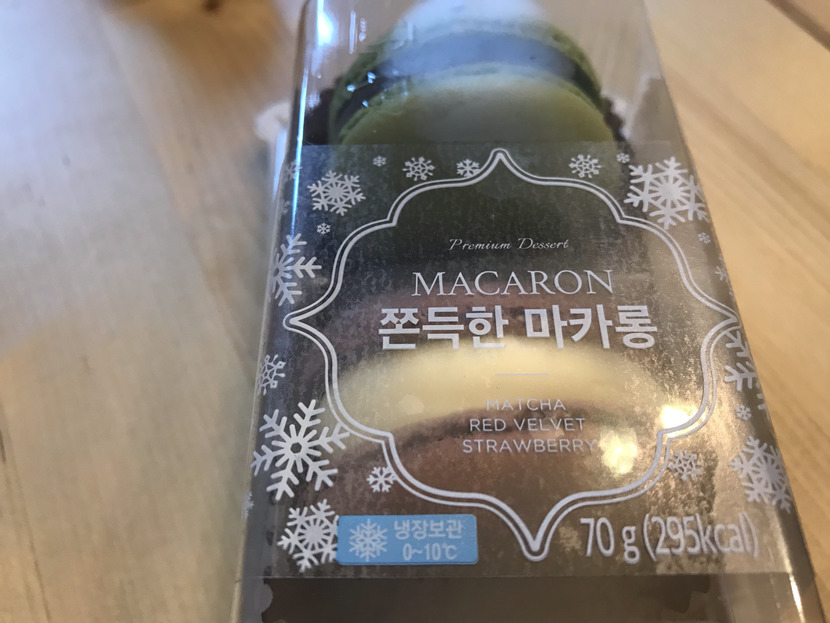 Premium Dessert
MACARON
쫀득한 마카롱
MATCHA
RED VELVET
STRAWBERRY
냉장보관
0~10℃
70 g (295kcal)